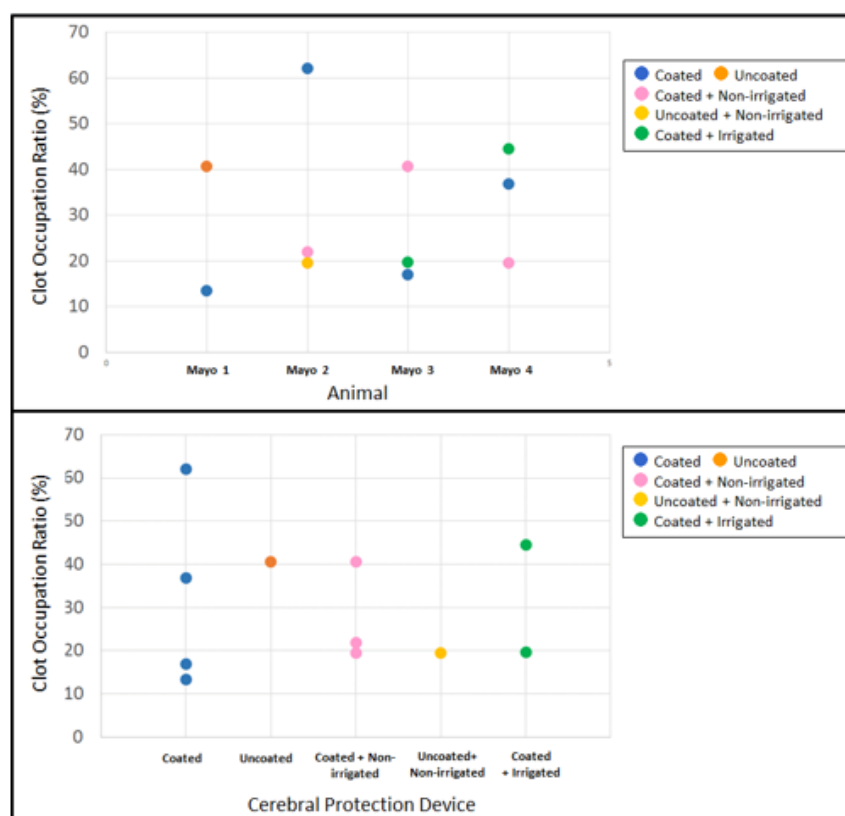 70
60
50
40
30
20
10
0
Clot Occupation Ratio (%)
0
Mayo 1 Mayo 2 Mayo 3 Mayo 4
5
Animal
Coated Uncoated
Coated + Non-irrigated
Uncoated + Non-irrigated
Coated + Irrigated
70
60
50
40
30
20
10
0
Clot Occupation Ratio (%)
Coated
Uncoated
Coated + Non-
irrigated
Uncoated+
Non-irrigated
Coated
+ Irrigated
Cerebral Protection Device
Coated Uncoated
Coated + Non-irrigated
Uncoated + Non-irrigated
Coated + Irrigated